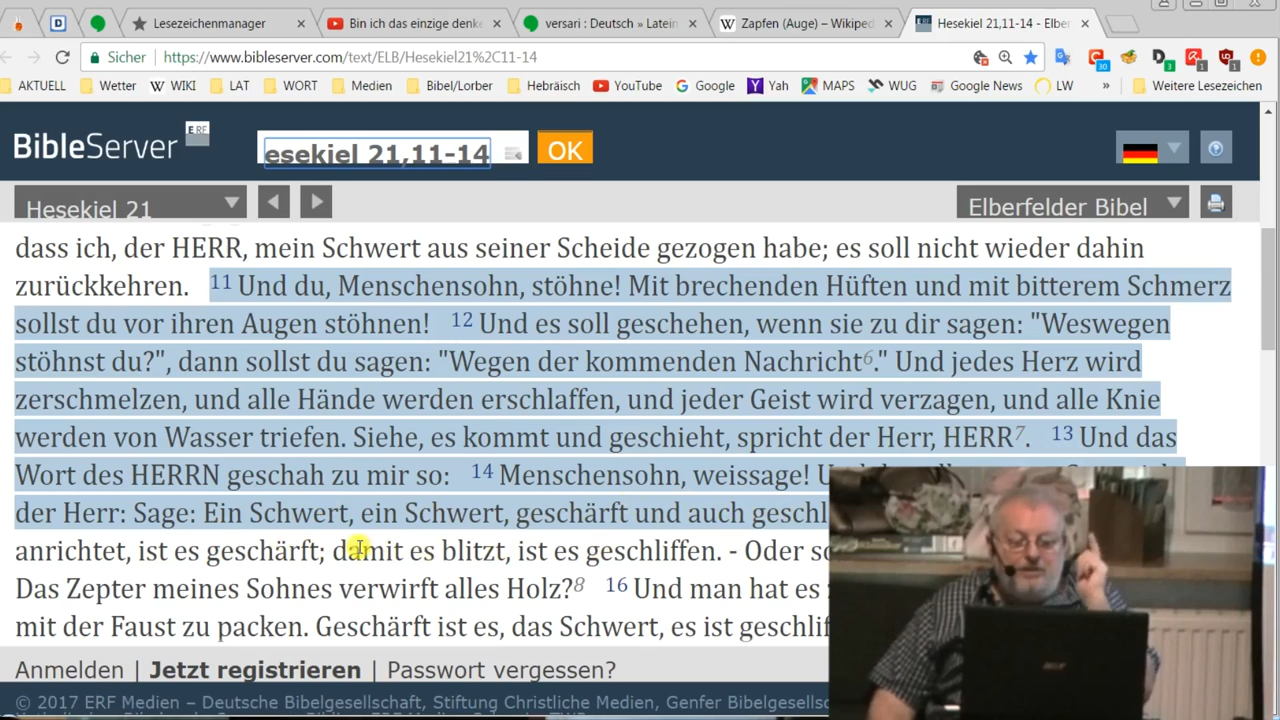 Lesezeichenmanager
Bin ich das einzige denke
versari : Deutsch » Latein
Zapfen (Auge) – Wikiped
Hesekiel 21,11-14 – Elber
Sicher | https://www.bibleserver.com/text/ELB/Hesekiel21%2C11-14
AKTUELL Wetter WIKI LAT WORT Medien Bibel/Lorber Hebräisch YouTube Google Yah MAPS WUG Google News LW » Weitere Lesezeichen
BibleServer ERF esekiel 21,11-14 OK
Hesekiel 21 Elberfelder Bibel
dass ich, der HERR, mein Schwert aus seiner Scheide gezogen habe; es soll nicht wieder dahin
zurückkehren. 11 Und du, Menschensohn, stöhne! Mit brechenden Hüften und mit bitterem Schmerz
sollst du vor ihren Augen stöhnen! 12 Und es soll geschehen, wenn sie zu dir sagen: "Weswegen
stöhnst du?", dann sollst du sagen: "Wegen der kommenden Nachricht6." Und jedes Herz wird
zerschmelzen, und alle Hände werden erschlaffen, und jeder Geist wird verzagen, und alle Knie
werden von Wasser triefen. Siehe, es kommt und geschieht, spricht der Herr, HERR7. 13 Und das
Wort des HERRN geschah zu mir so: 14 Menschensohn, weissage!
der Herr: Sage: Ein Schwert, ein Schwert, geschärft und auch geschl
anrichtet, ist es geschärft; damit es blitzt, ist es geschliffen. - Oder so
Das Zepter meines Sohnes verwirft alles Holz?8 16 Und man hat es
mit der Faust zu packen. Geschärft ist es, das Schwert, es ist geschlif
Anmelden | Jetzt registrieren | Passwort vergessen?
© 2017 ERF Medien – Deutsche Bibelgesellschaft, Stiftung Christliche Medien, Genfer Bibelgesell
acer